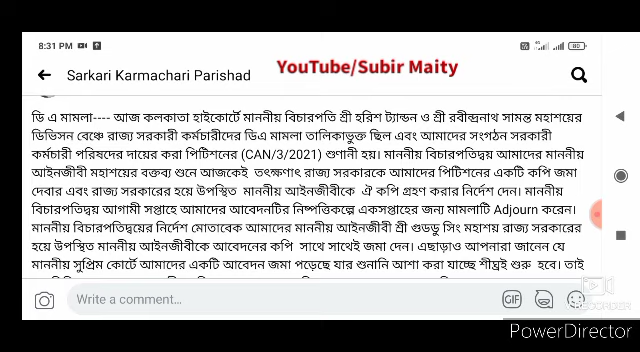 8:31 PM
80
Sarkari Karmachari Parishad
YouTube/Subir Maity
ডি এ মামলা---- আজ কলকাতা হাইকোর্টে মাননীয় বিচারপতি শ্রী হরিশ ট্যান্ডন ও শ্রী রবীন্দ্রনাথ সামন্ত মহাশয়ের
ডিভিসন বেঞ্চে রাজ্য সরকারী কর্মচারীদের ডিএ মামলা তালিকাভুক্ত ছিল এবং আমাদের সংগঠন সরকারী
কর্মচারী পরিষদের দায়ের করা পিটিশনের (CAN/3/2021) শুণানী হয়। মাননীয় বিচারপতিদ্বয় আমাদের মাননীয়
আইনজীবী মহাশয়ের বক্তব্য শুনে আজকেই তৎক্ষণাৎ রাজ্য সরকারকে আমাদের পিটিশনের একটি কপি জমা
দেবার এবং রাজ্য সরকারের হয়ে উপস্থিত মাননীয় আইনজীবীকে ঐ কপি গ্রহণ করার নির্দেশ দেন। মাননীয়
বিচারপতিদ্বয় আগামী সপ্তাহে আমাদের আবেদনটির নিষ্পত্তিকল্পে একসপ্তাহের জন্য মামলাটি Adjourn করেন।
মাননীয় বিচারপতিদ্বয়ের নির্দেশ মোতাবেক আমাদের মাননীয় আইনজীবী শ্রী গুডডু সিং মহাশয় রাজ্য সরকারের
হয়ে উপস্থিত মাননীয় আইনজীবীকে আবেদনের কপি সাথে সাথেই জমা দেন। এছাড়াও আপনারা জানেন যে
মাননীয় সুপ্রিম কোর্টে আমাদের একটি আবেদন জমা পড়েছে যার শুনানি আশা করা যাচ্ছে শীঘ্রই শুরু হবে। তাই
Write a comment...
GIF
PowerDirector